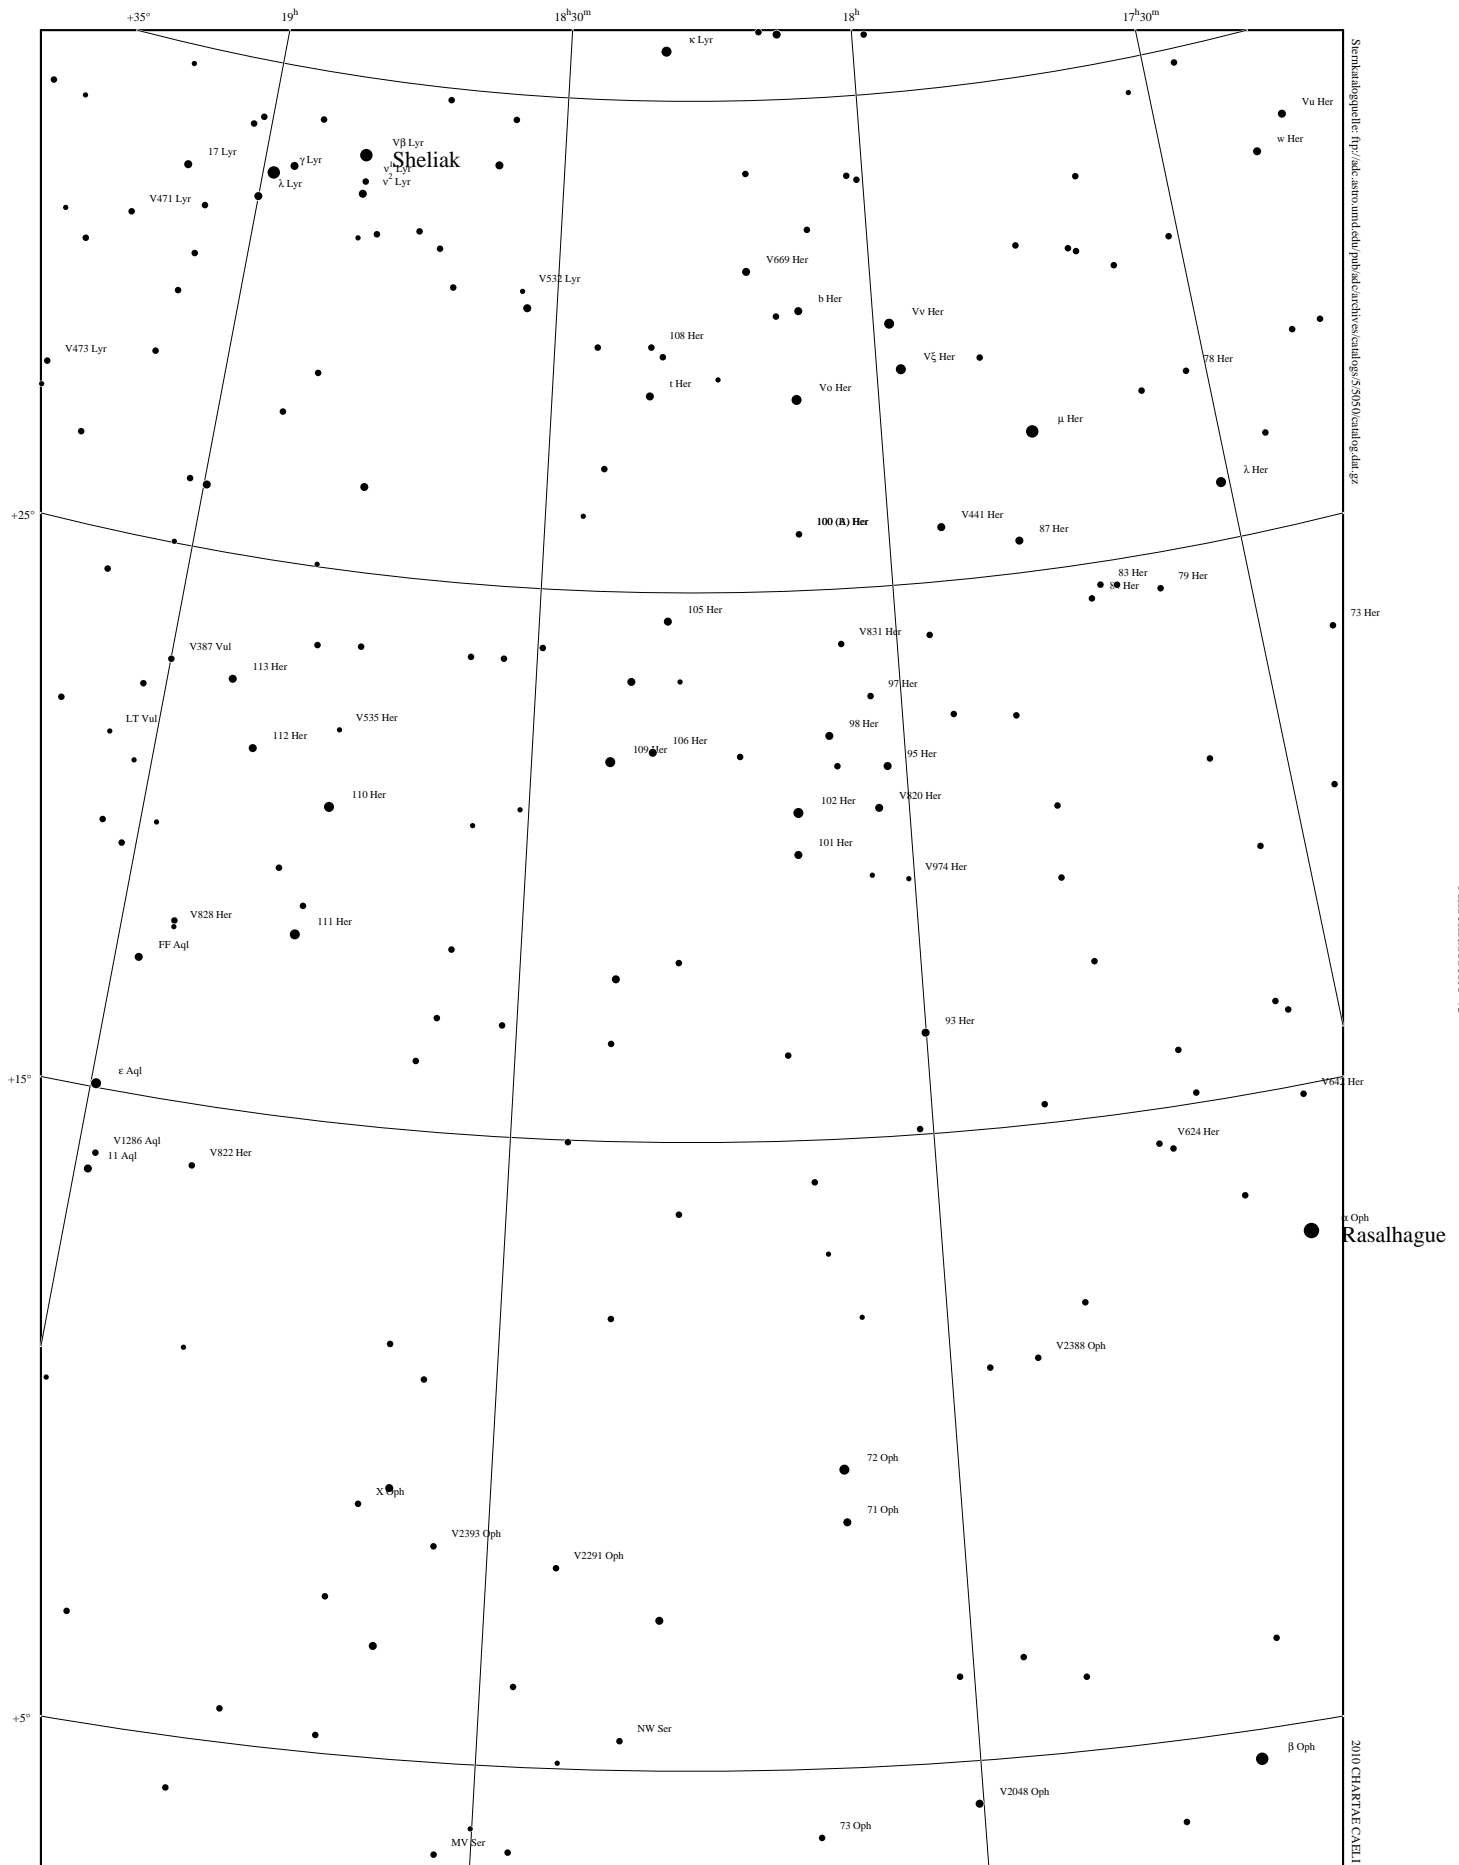 +35°
19h
18h30m
18h
17h30m
κ Lyr
Vu Her
w Her
Vβ Lyr
Sheliak
17 Lyr
γ Lyr
ν1 Lyr
ν2 Lyr
λ Lyr
V471 Lyr
V669 Her
V532 Lyr
b Her
Vν Her
V473 Lyr
108 Her
Vξ Her
78 Her
t Her
Vo Her
μ Her
λ Her
+25°
V441 Her
87 Her
83 Her
79 Her
84 Her
105 Her
73 Her
V831 Her
V387 Vul
113 Her
97 Her
LT Vul
V535 Her
98 Her
112 Her
106 Her
109 Her
95 Her
110 Her
102 Her
V820 Her
101 Her
V974 Her
V828 Her
111 Her
FF Aql
93 Her
ε Aql
+15°
V642 Her
V1286 Aql
V624 Her
11 Aql
V822 Her
α Oph
Rasalhague
V2388 Oph
72 Oph
X Oph
71 Oph
V2393 Oph
V2291 Oph
+5°
NW Ser
β Oph
V2048 Oph
73 Oph
MV Ser
Sternkatalogquelle: ftp://adc.astro.umd.edu/pub/adc/archives/catalogs/5/5050/catalog.dat.gz
2010 CHARTAE CAELI